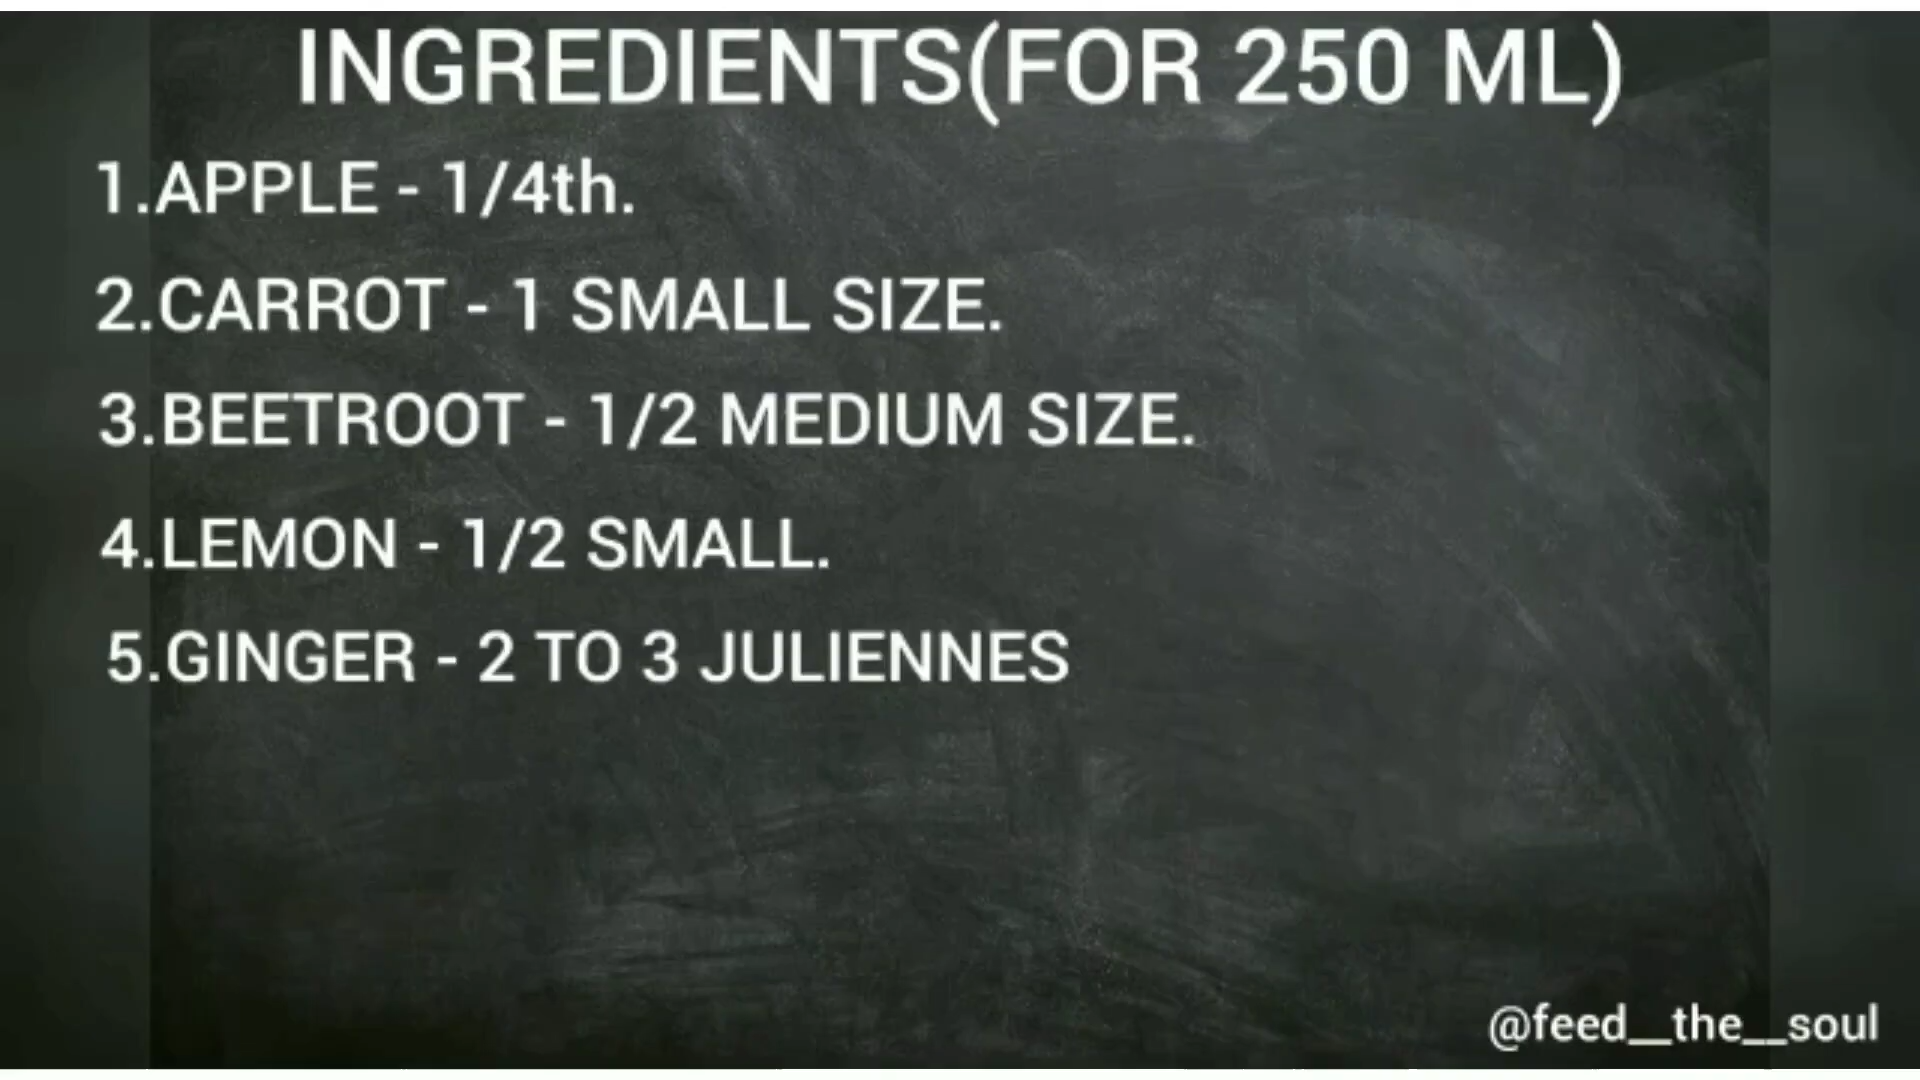 INGREDIENTS(FOR 250 ML)
1.APPLE - 1/4th.
2.CARROT - 1 SMALL SIZE.
3.BEETROOT - 1/2 MEDIUM SIZE.
4.LEMON - 1/2 SMALL.
5.GINGER - 2 TO 3 JULIENNES
@feed__the__soul